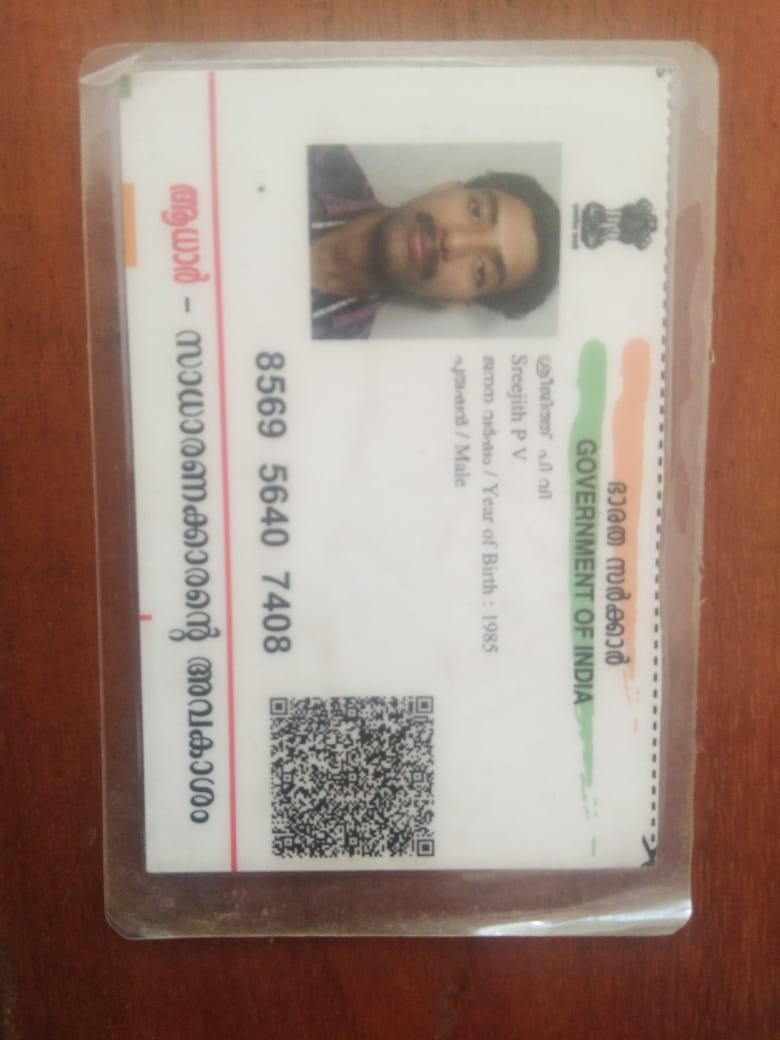 ഭാരത സർക്കാർ
GOVERNMENT OF INDIA
ശ്രീജിത്ത് പി വി
Sreejith P V
ജനന വർഷം / Year of Birth : 1985
പുരുഷൻ / Male
8569 5640 7408
ആധാർ - സാധാരണക്കാരന്റെ അവകാശം